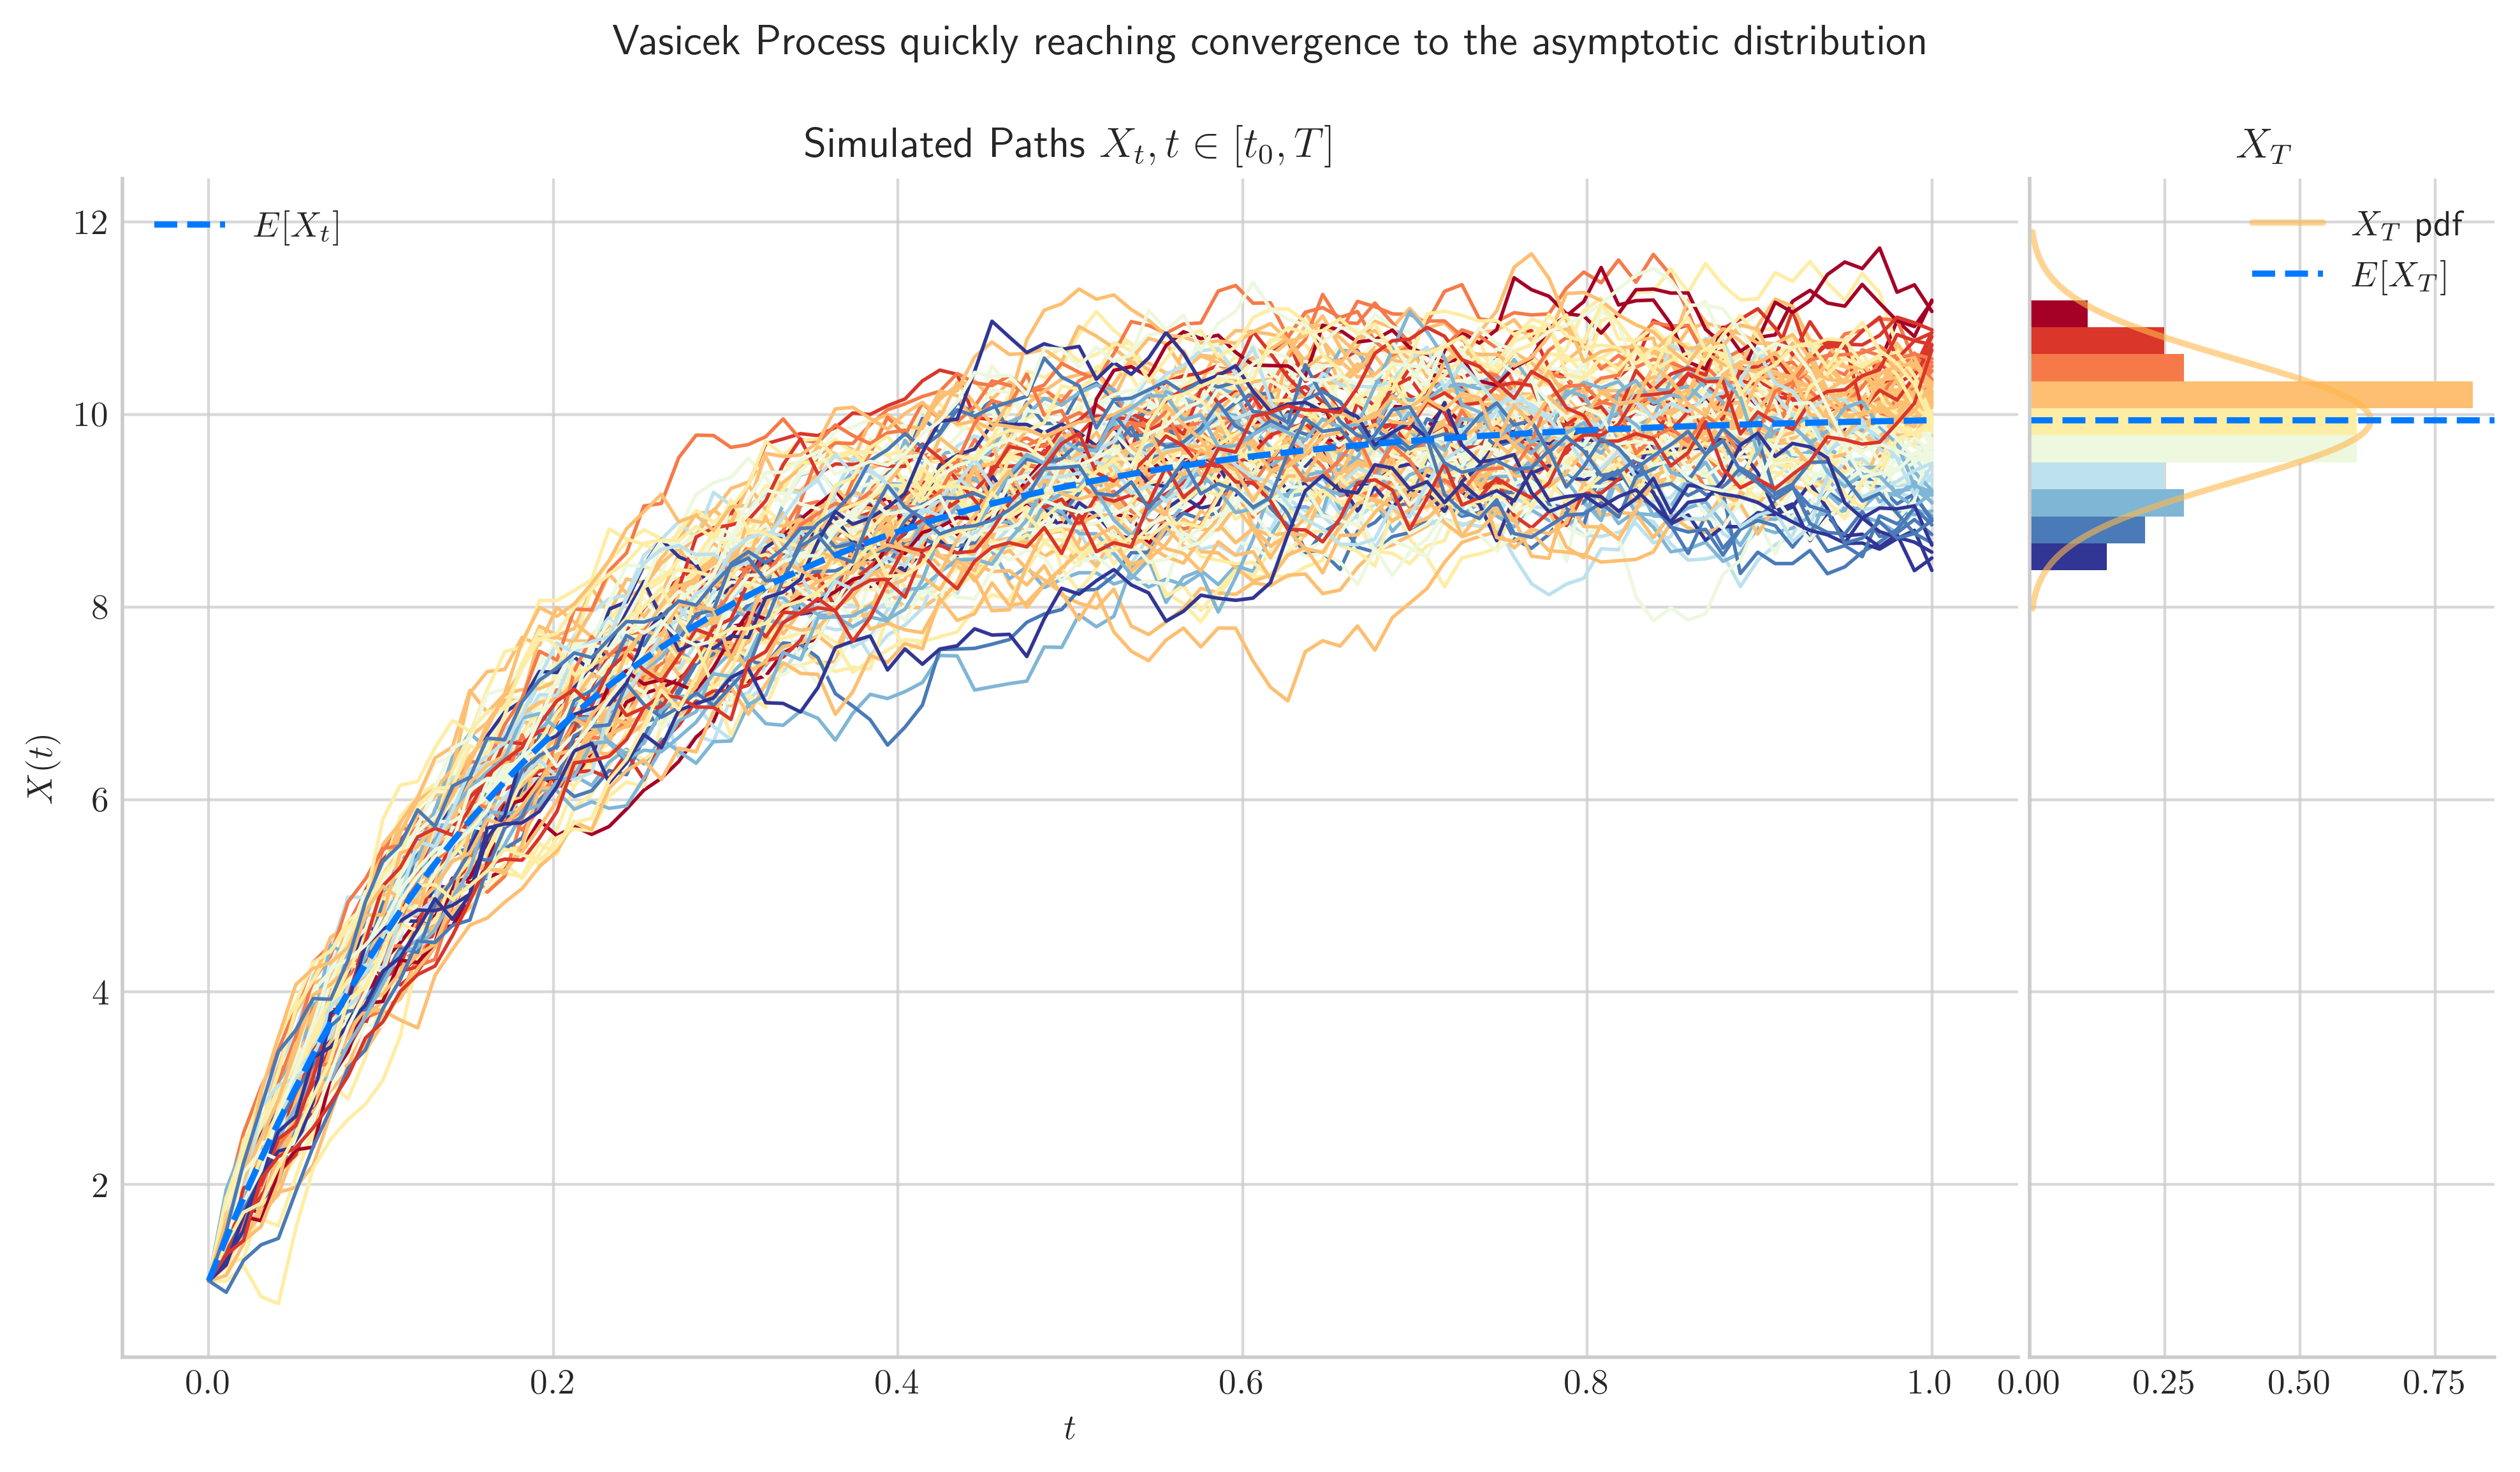 Vasicek Process quickly reaching convergence to the asymptotic distribution
Simulated Paths $X_t, t \in [t_0, T]$
$X_T$
$E[X_t]$
$X_T$ pdf
$E[X_T]$
12
10
8
6
4
2
$X(t)$
0.0 0.2 0.4 0.6 0.8 1.0
0.00 0.25 0.50 0.75
$t$